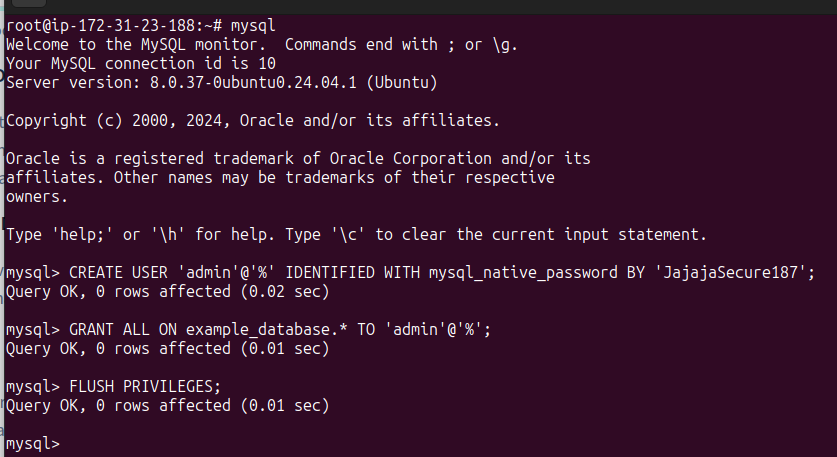 root@ip-172-31-23-188:~# mysql
Welcome to the MySQL monitor.  Commands end with ; or \g.
Your MySQL connection id is 10
Server version: 8.0.37-0ubuntu0.24.04.1 (Ubuntu)
Copyright (c) 2000, 2024, Oracle and/or its affiliates.
Oracle is a registered trademark of Oracle Corporation and/or its
affiliates. Other names may be trademarks of their respective
owners.
Type 'help;' or '\h' for help. Type '\c' to clear the current input statement.
mysql> CREATE USER 'admin'@'%' IDENTIFIED WITH mysql_native_password BY 'JajajaSecure187';
Query OK, 0 rows affected (0.02 sec)
mysql> GRANT ALL ON example_database.* TO 'admin'@'%';
Query OK, 0 rows affected (0.01 sec)
mysql> FLUSH PRIVILEGES;
Query OK, 0 rows affected (0.01 sec)
mysql>